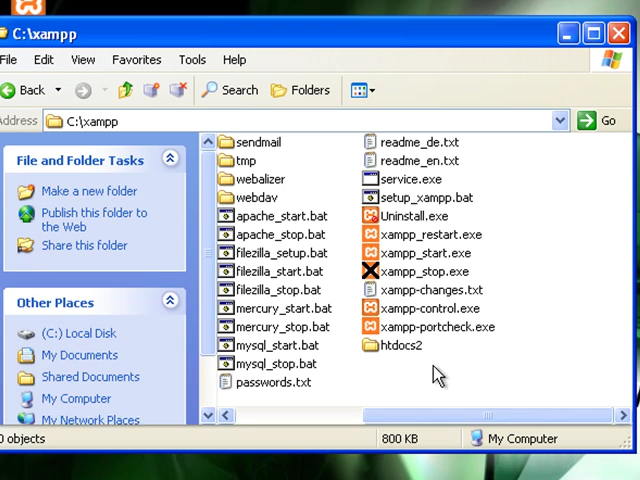 C:\xampp
File Edit View Favorites Tools Help
Back Search Folders
Address C:\xampp Go
File and Folder Tasks
Make a new folder
Publish this folder to
the Web
Share this folder
Other Places
(C:) Local Disk
My Documents
Shared Documents
My Computer
My Network Places
sendmail
tmp
webalizer
webdav
apache_start.bat
apache_stop.bat
filezilla_setup.bat
filezilla_start.bat
filezilla_stop.bat
mercury_start.bat
mercury_stop.bat
mysql_start.bat
mysql_stop.bat
passwords.txt
readme_de.txt
readme_en.txt
service.exe
setup_xampp.bat
Uninstall.exe
xampp_restart.exe
xampp_start.exe
xampp_stop.exe
xampp-changes.txt
xampp-control.exe
xampp-portcheck.exe
htdocs2
0 objects 800 KB My Computer